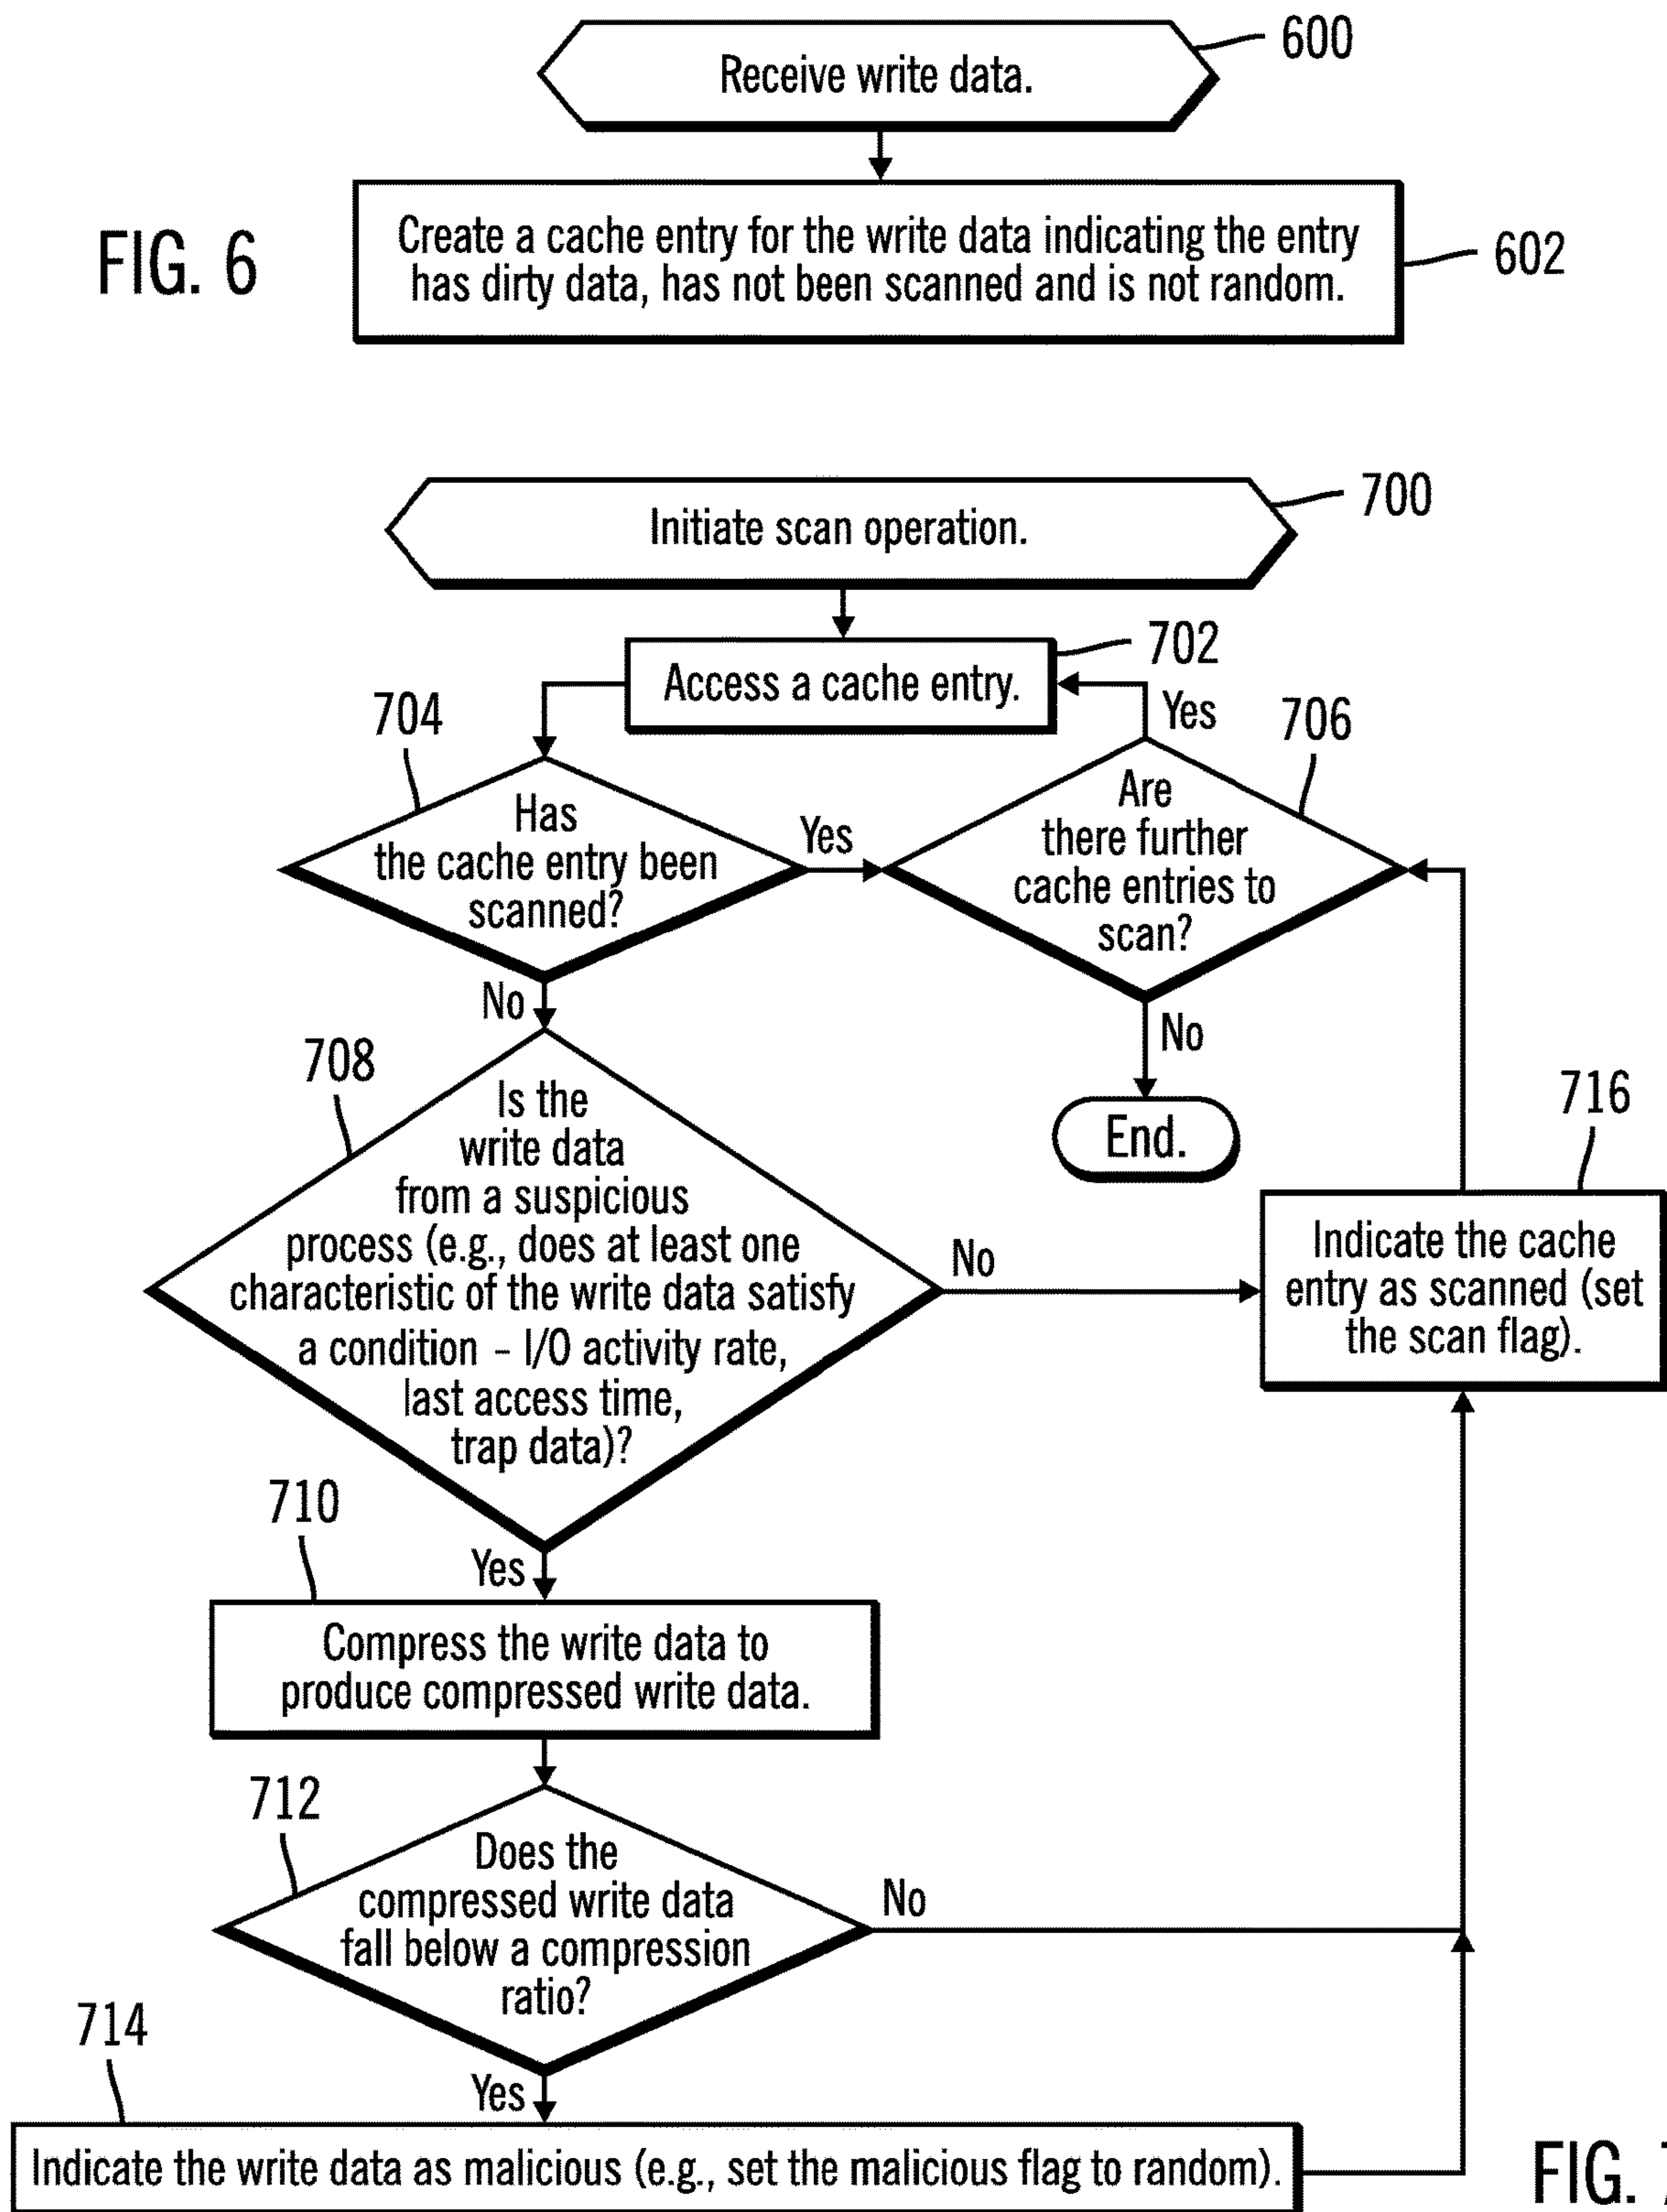 600
Receive write data.
FIG. 6
Create a cache entry for the write data indicating the entry
has dirty data, has not been scanned and is not random.
602
700
Initiate scan operation.
702
Access a cache entry.
704
Yes
706
Has
the cache entry been
scanned?
Yes
Are
there further
cache entries to
scan?
No
No
End.
708
Is the
write data
from a suspicious
process (e.g., does at least one
characteristic of the write data satisfy
a condition – I/O activity rate,
last access time,
trap data)?
No
716
Indicate the cache
entry as scanned (set
the scan flag).
Yes
710
Compress the write data to
produce compressed write data.
712
Does the
compressed write data
fall below a compression
ratio?
No
Yes
714
Indicate the write data as malicious (e.g., set the malicious flag to random).
FIG. 7